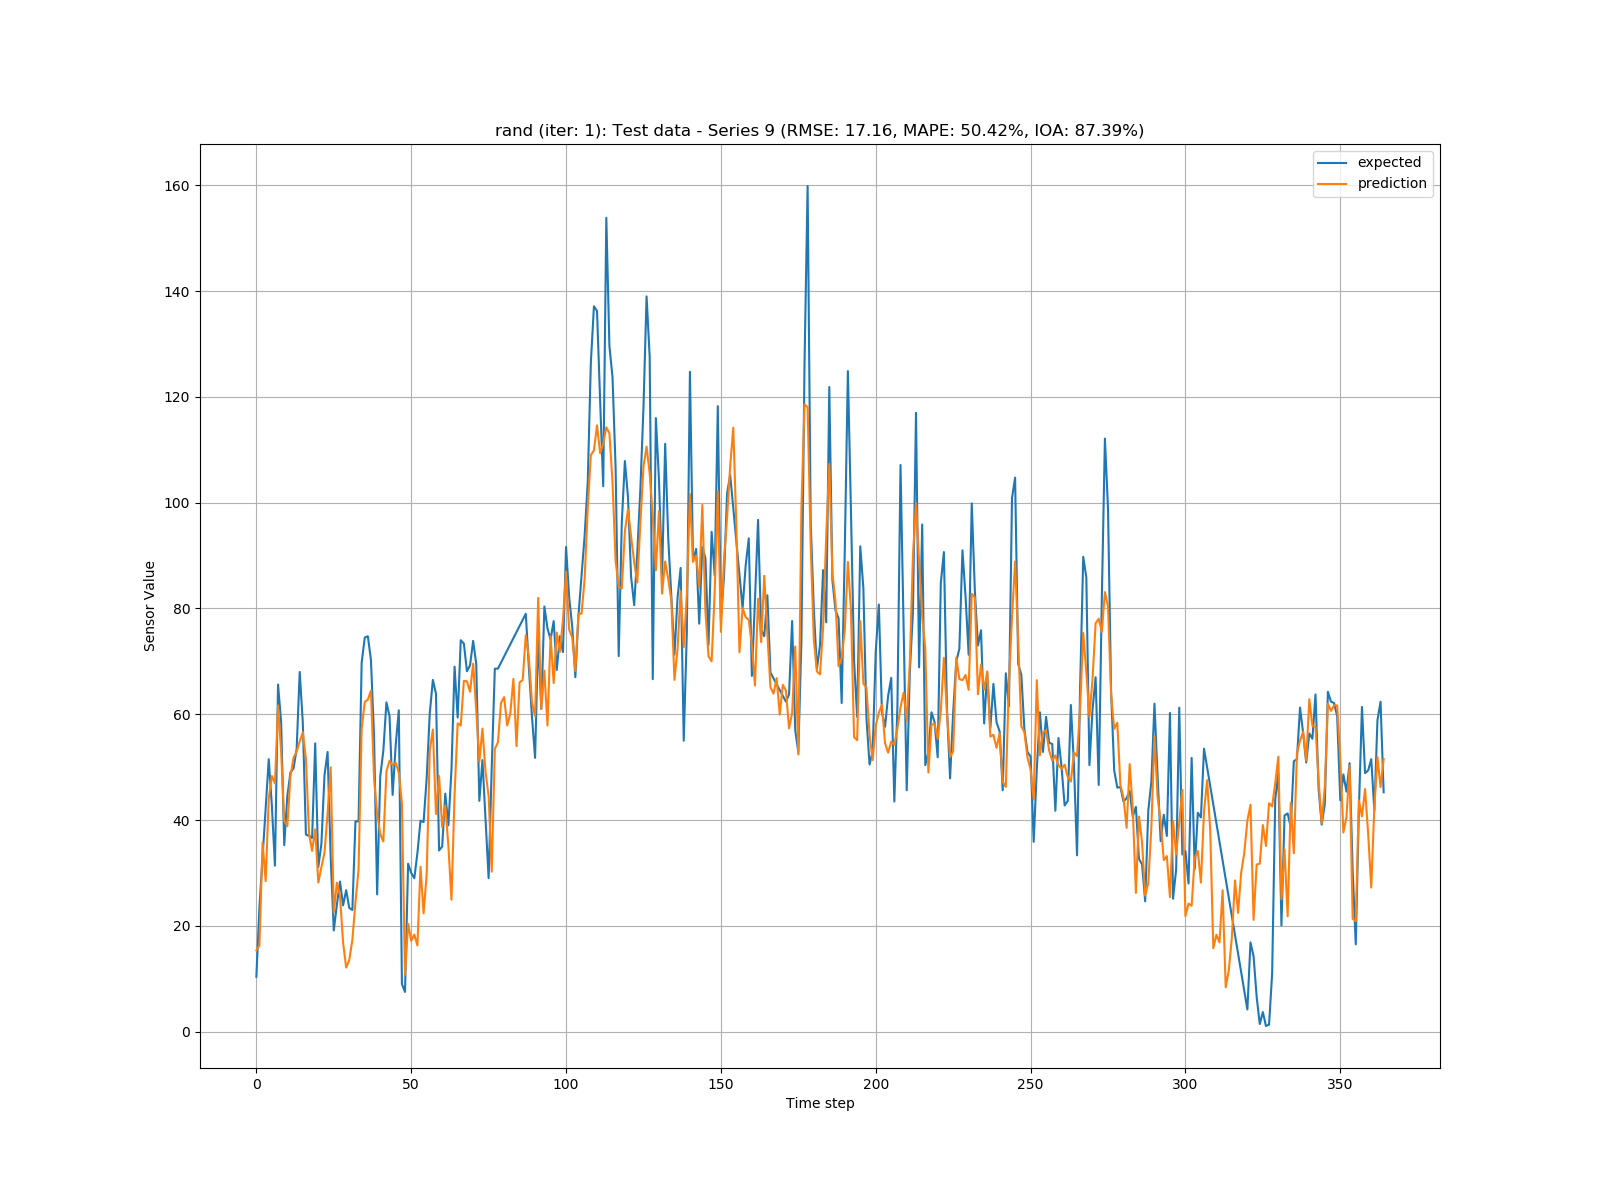 rand (iter: 1): Test data - Series 9 (RMSE: 17.16, MAPE: 50.42%, IOA: 87.39%)
expected
prediction
160
140
120
100
80
60
40
20
0
Sensor Value
0 50 100 150 200 250 300 350
Time step